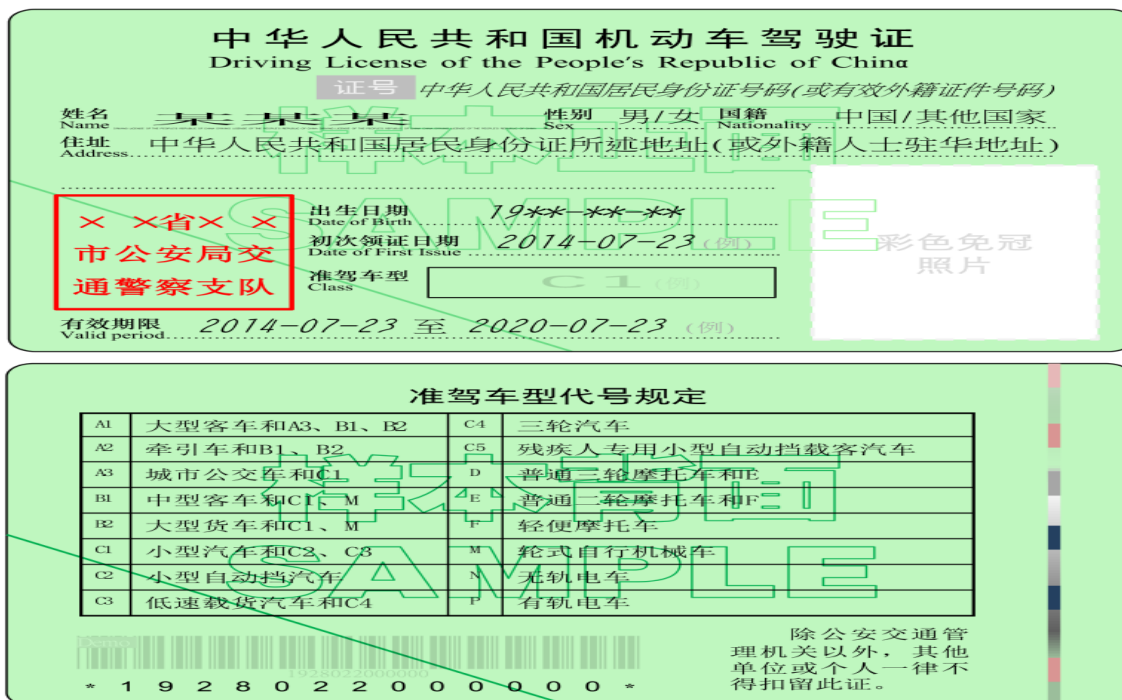 中华人民共和国机动车驾驶证
Driving License of the People's Republic of China
证号 中华人民共和国居民身份证号码(或有效外籍证件号码)
姓名 某某某 性别 男/女 国籍 中国/其他国家
Name Sex Nationality
住址 中华人民共和国居民身份证所述地址(或外籍人士驻华地址)
Address
样本正面
SAMPLE
× ×省× ×
市公安局交
通警察支队
出生日期 19**-**-**
Date of Birth
初次领证日期 2014-07-23 (例)
Date of First Issue
准驾车型 C1 (例)
Class
彩色免冠
照片
有效期限 2014-07-23 至 2020-07-23 (例)
Valid period
准驾车型代号规定
A1 大型客车和A3、B1、B2 C4 三轮汽车
A2 牵引车和B1、B2 C5 残疾人专用小型自动挡载客汽车
A3 城市公交车和C1 D 普通三轮摩托车和E
B1 中型客车和C1、M E 普通二轮摩托车和F
B2 大型货车和C1、M F 轻便摩托车
C1 小型汽车和C2、C3 M 轮式自行机械车
C2 小型自动挡汽车 N 无轨电车
C3 低速载货汽车和C4 P 有轨电车
样本背面
SAMPLE
1928022000000
*1928022000000*
除公安交通管
理机关以外，其他
单位或个人一律不
得扣留此证。